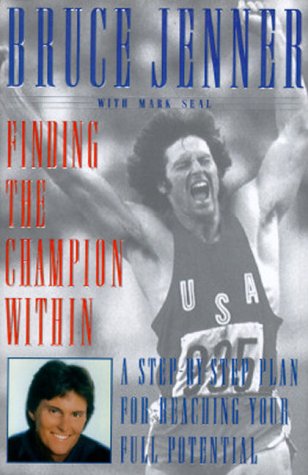 BRUCE JENNER
WITH MARK SEAL
FINDING
THE
CHAMPION
WITHIN
USA
935
A STEP-BY-STEP PLAN
FOR REACHING YOUR
FULL POTENTIAL